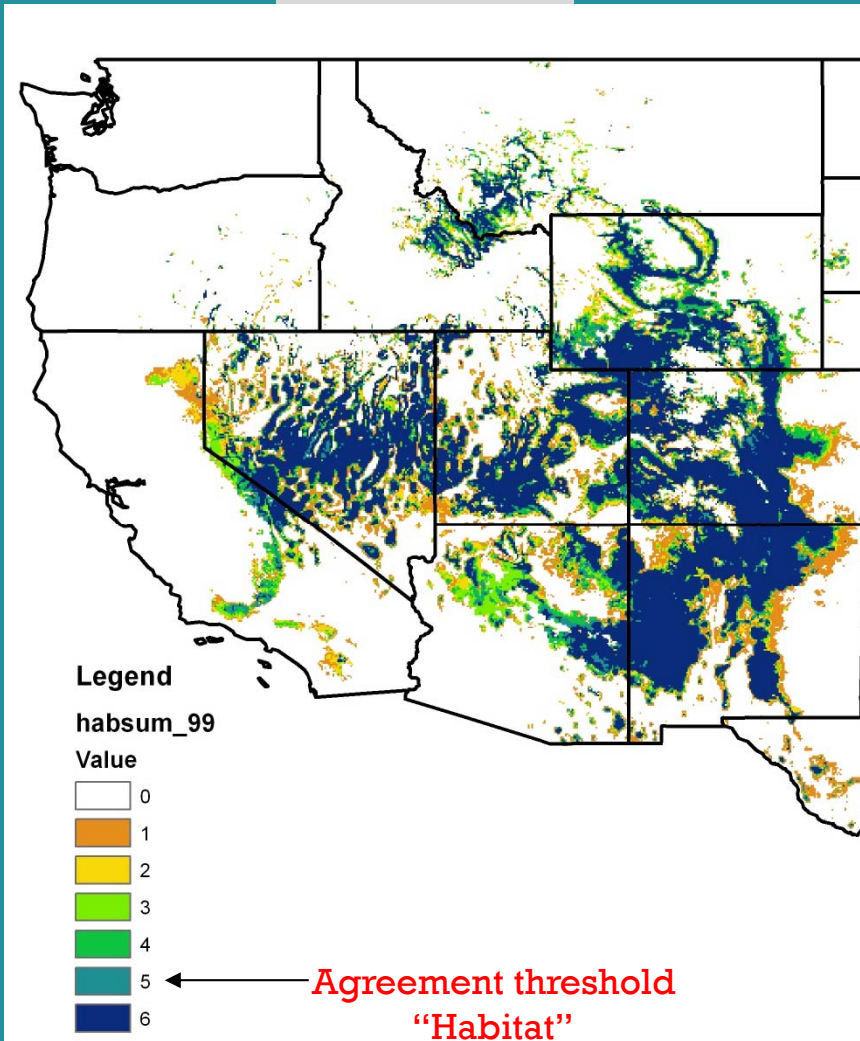 Legend
habsum_99
Value
0
1
2
3
4
5
6
Agreement threshold
“Habitat”